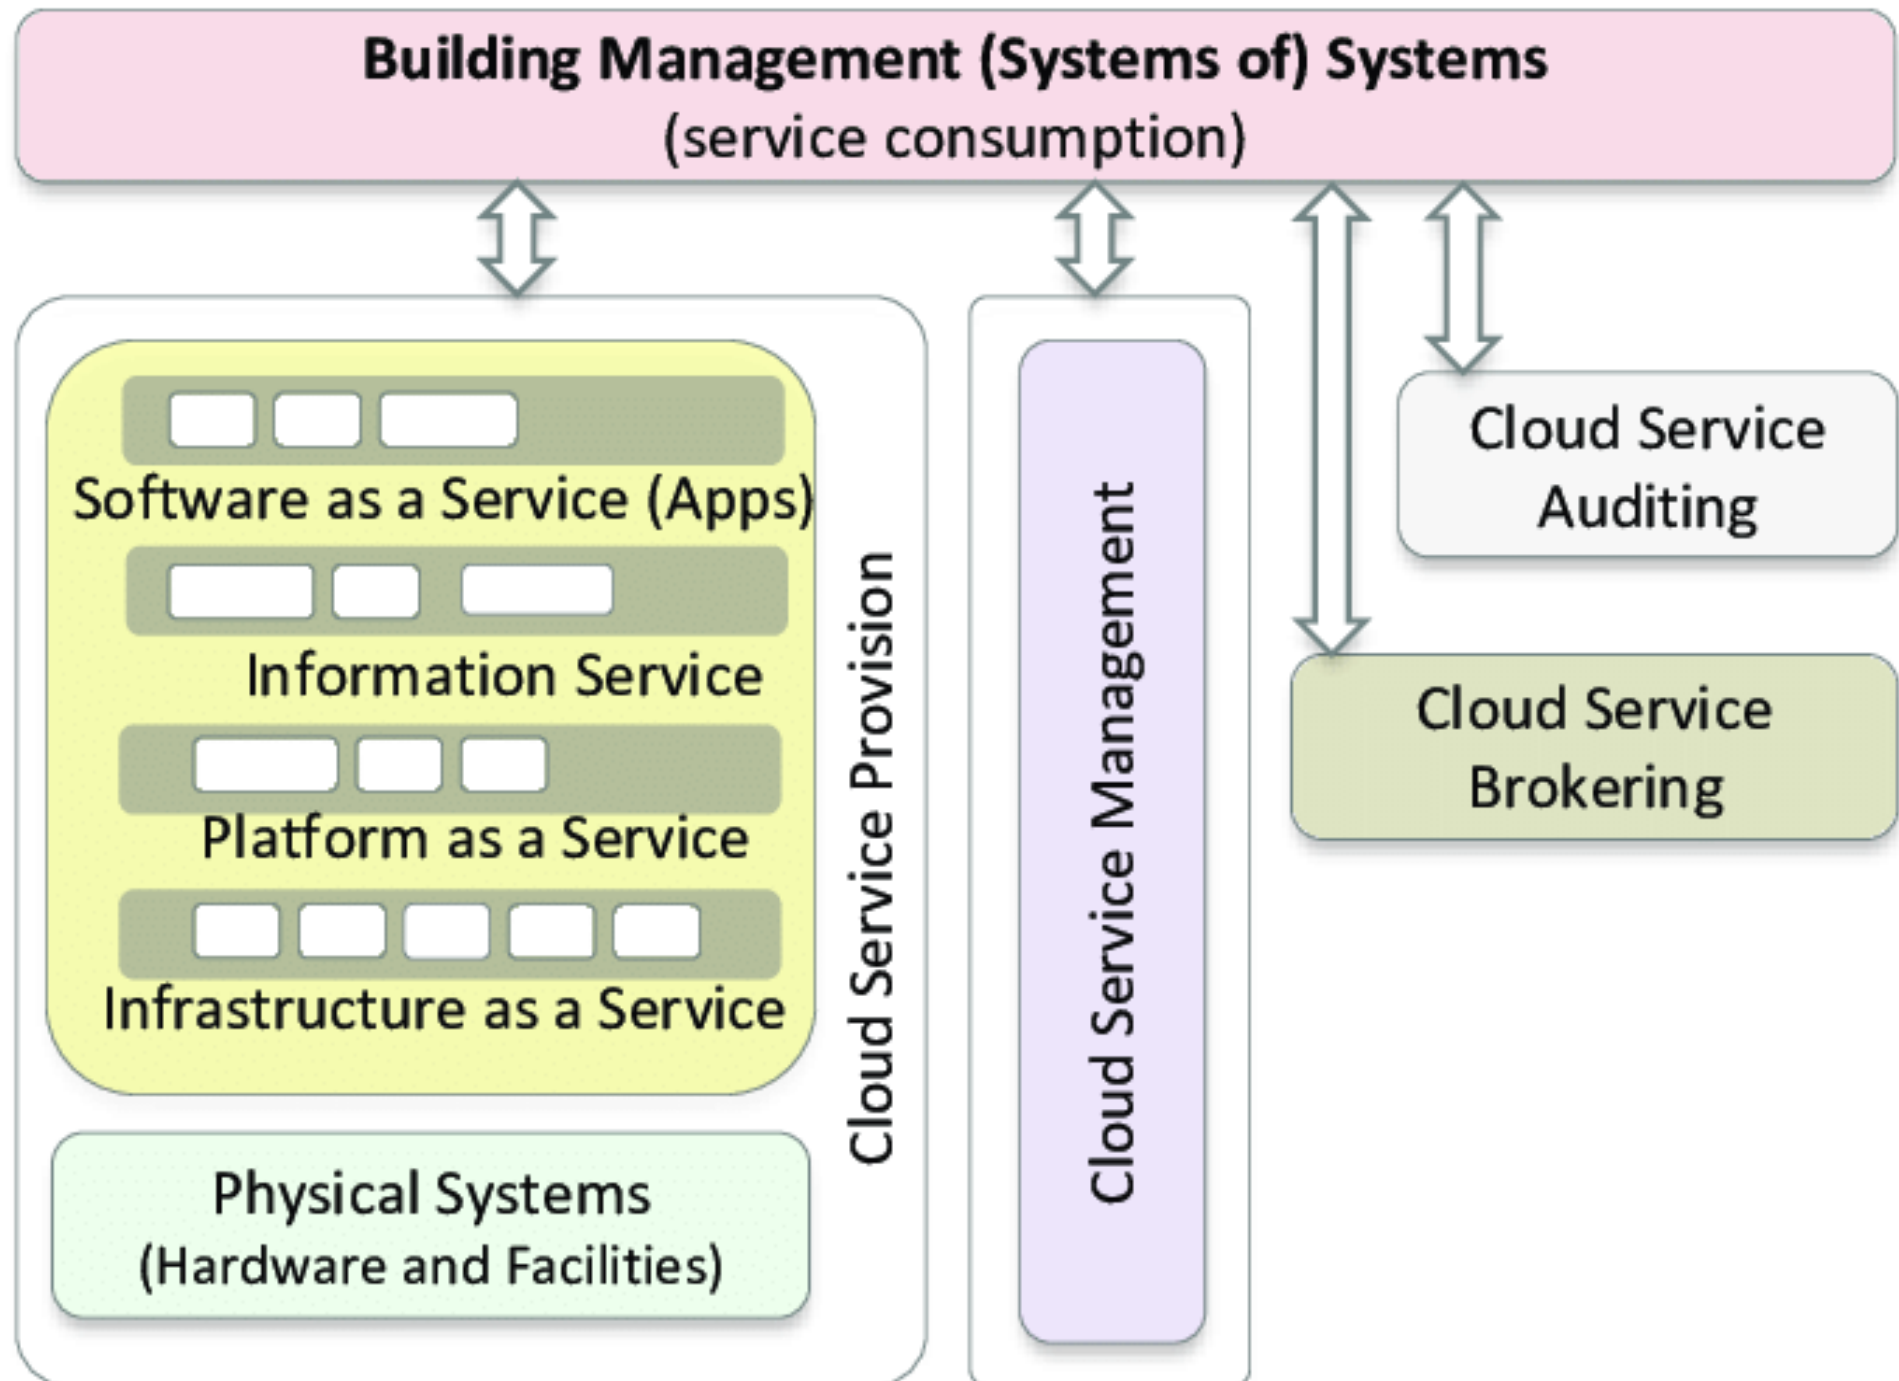 Building Management (Systems of) Systems
(service consumption)
Software as a Service (Apps)
Information Service
Platform as a Service
Infrastructure as a Service
Physical Systems
(Hardware and Facilities)
Cloud Service Provision
Cloud Service Management
Cloud Service
Auditing
Cloud Service
Brokering